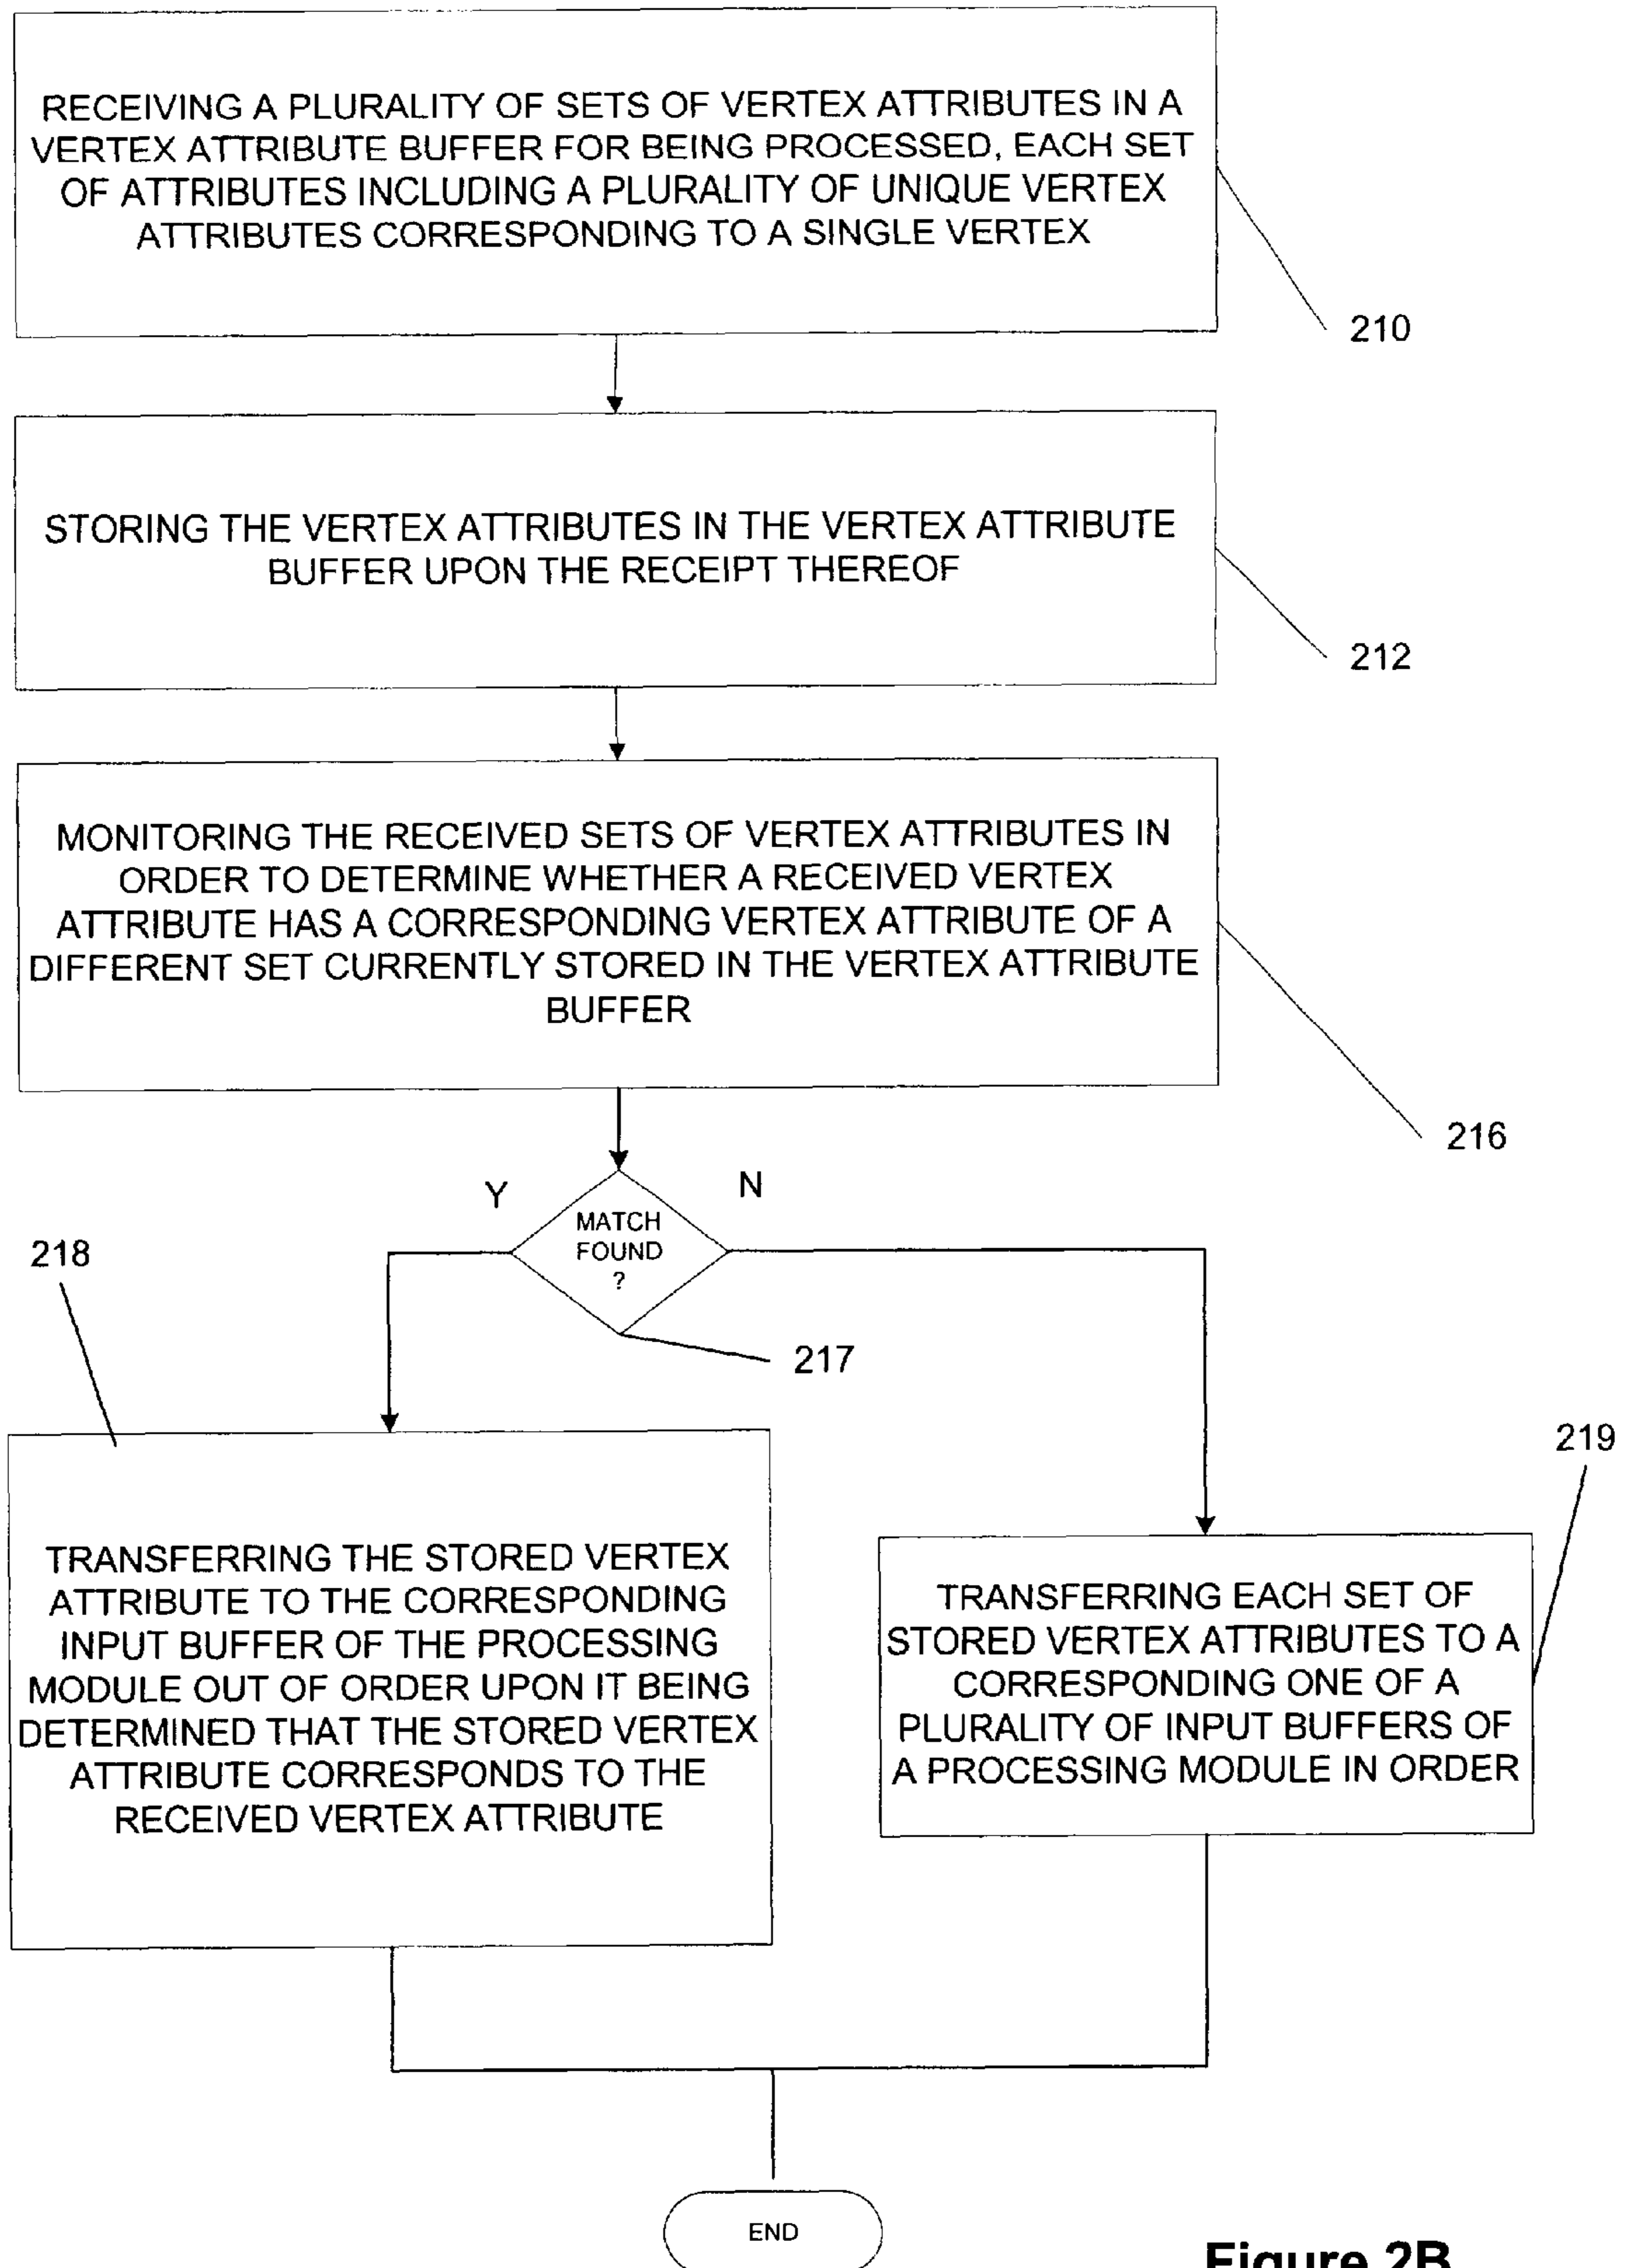 RECEIVING A PLURALITY OF SETS OF VERTEX ATTRIBUTES IN A
VERTEX ATTRIBUTE BUFFER FOR BEING PROCESSED, EACH SET
OF ATTRIBUTES INCLUDING A PLURALITY OF UNIQUE VERTEX
ATTRIBUTES CORRESPONDING TO A SINGLE VERTEX
210
STORING THE VERTEX ATTRIBUTES IN THE VERTEX ATTRIBUTE
BUFFER UPON THE RECEIPT THEREOF
212
MONITORING THE RECEIVED SETS OF VERTEX ATTRIBUTES IN
ORDER TO DETERMINE WHETHER A RECEIVED VERTEX
ATTRIBUTE HAS A CORRESPONDING VERTEX ATTRIBUTE OF A
DIFFERENT SET CURRENTLY STORED IN THE VERTEX ATTRIBUTE
BUFFER
216
Y
N
MATCH
FOUND
?
217
218
TRANSFERRING THE STORED VERTEX
ATTRIBUTE TO THE CORRESPONDING
INPUT BUFFER OF THE PROCESSING
MODULE OUT OF ORDER UPON IT BEING
DETERMINED THAT THE STORED VERTEX
ATTRIBUTE CORRESPONDS TO THE
RECEIVED VERTEX ATTRIBUTE
219
TRANSFERRING EACH SET OF
STORED VERTEX ATTRIBUTES TO A
CORRESPONDING ONE OF A
PLURALITY OF INPUT BUFFERS OF
A PROCESSING MODULE IN ORDER
END
Figure 2B